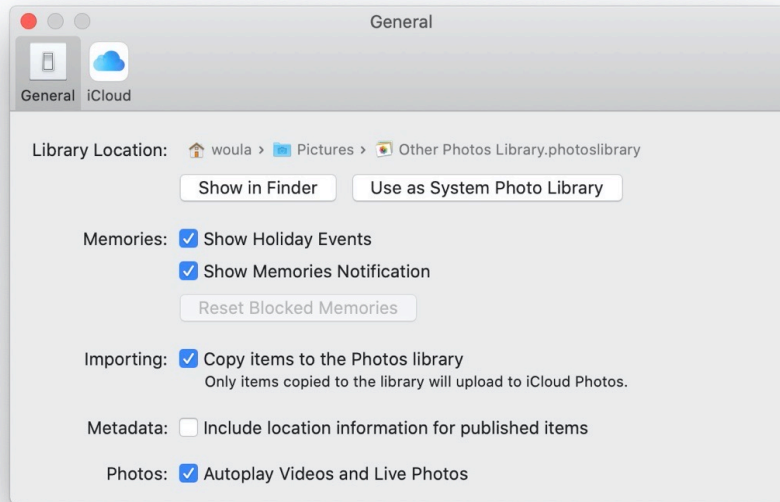 General
General iCloud
Library Location: woula > Pictures > Other Photos Library.photoslibrary
Show in Finder Use as System Photo Library
Memories: Show Holiday Events
Show Memories Notification
Reset Blocked Memories
Importing: Copy items to the Photos library
Only items copied to the library will upload to iCloud Photos.
Metadata: Include location information for published items
Photos: Autoplay Videos and Live Photos